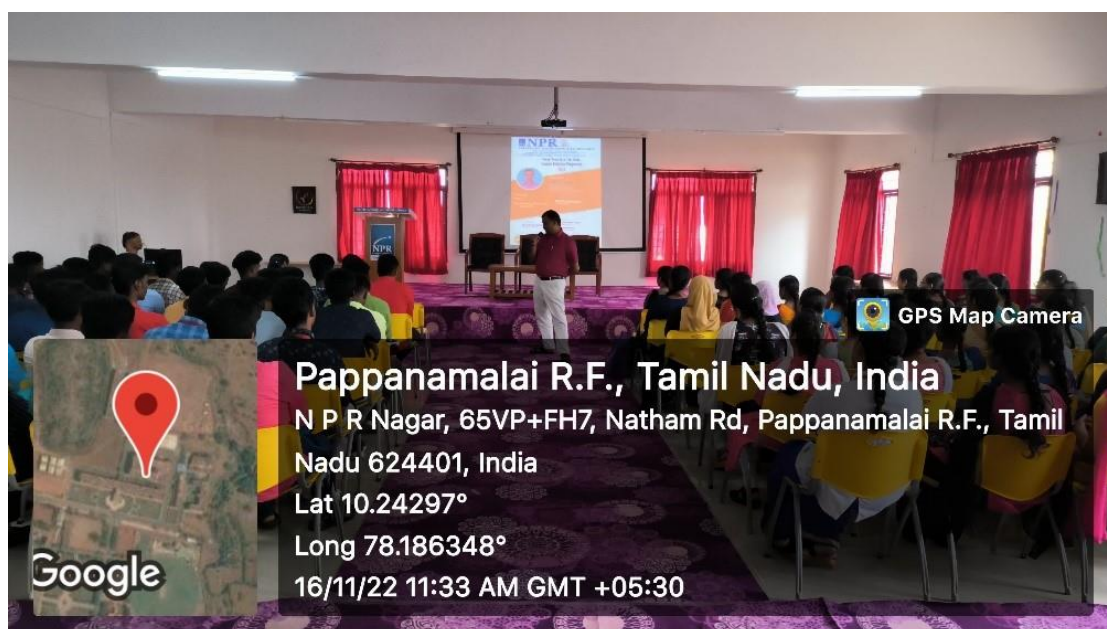 NPR
NPR
GPS Map Camera
Pappanamalai R.F., Tamil Nadu, India
N P R Nagar, 65VP+FH7, Natham Rd, Pappanamalai R.F., Tamil
Nadu 624401, India
Lat 10.24297°
Long 78.186348°
16/11/22 11:33 AM GMT +05:30
Google